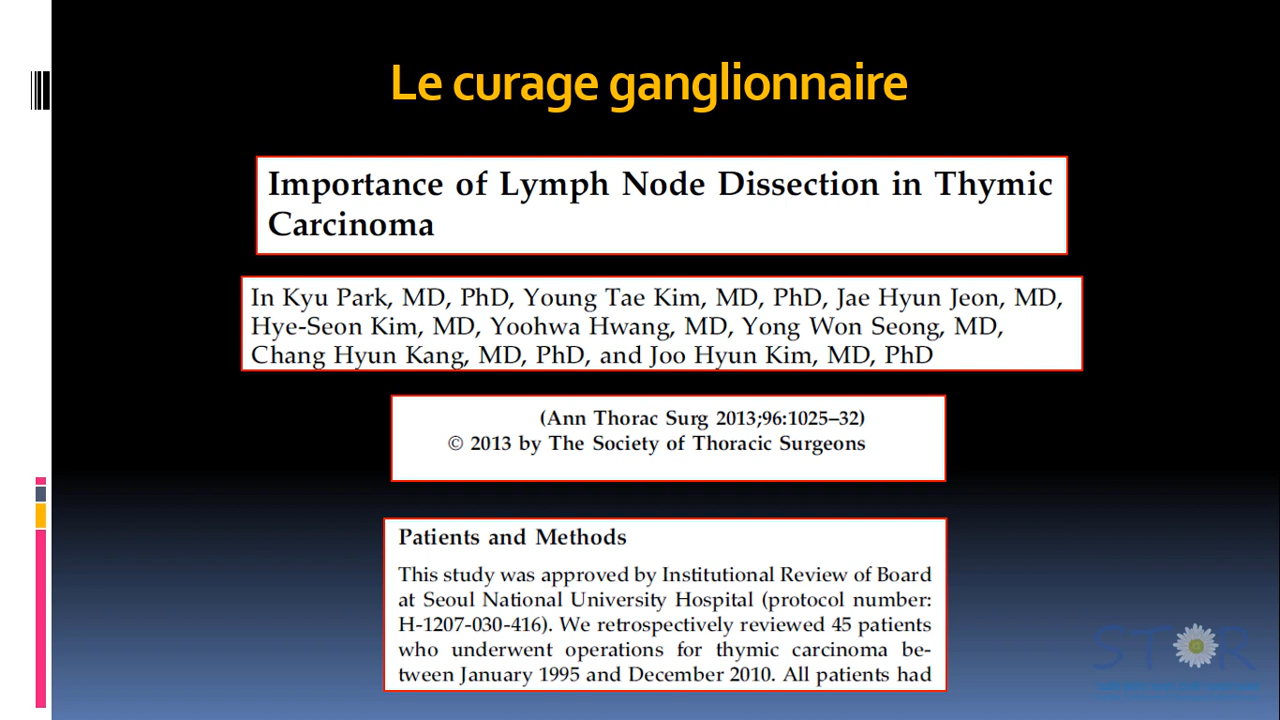 Le curage ganglionnaire
Importance of Lymph Node Dissection in Thymic
Carcinoma
In Kyu Park, MD, PhD, Young Tae Kim, MD, PhD, Jae Hyun Jeon, MD,
Hye-Seon Kim, MD, Yoohwa Hwang, MD, Yong Won Seong, MD,
Chang Hyun Kang, MD, PhD, and Joo Hyun Kim, MD, PhD
(Ann Thorac Surg 2013;96:1025–32)
© 2013 by The Society of Thoracic Surgeons
Patients and Methods
This study was approved by Institutional Review of Board
at Seoul National University Hospital (protocol number:
H-1207-030-416). We retrospectively reviewed 45 patients
who underwent operations for thymic carcinoma be-
tween January 1995 and December 2010. All patients had
STOR